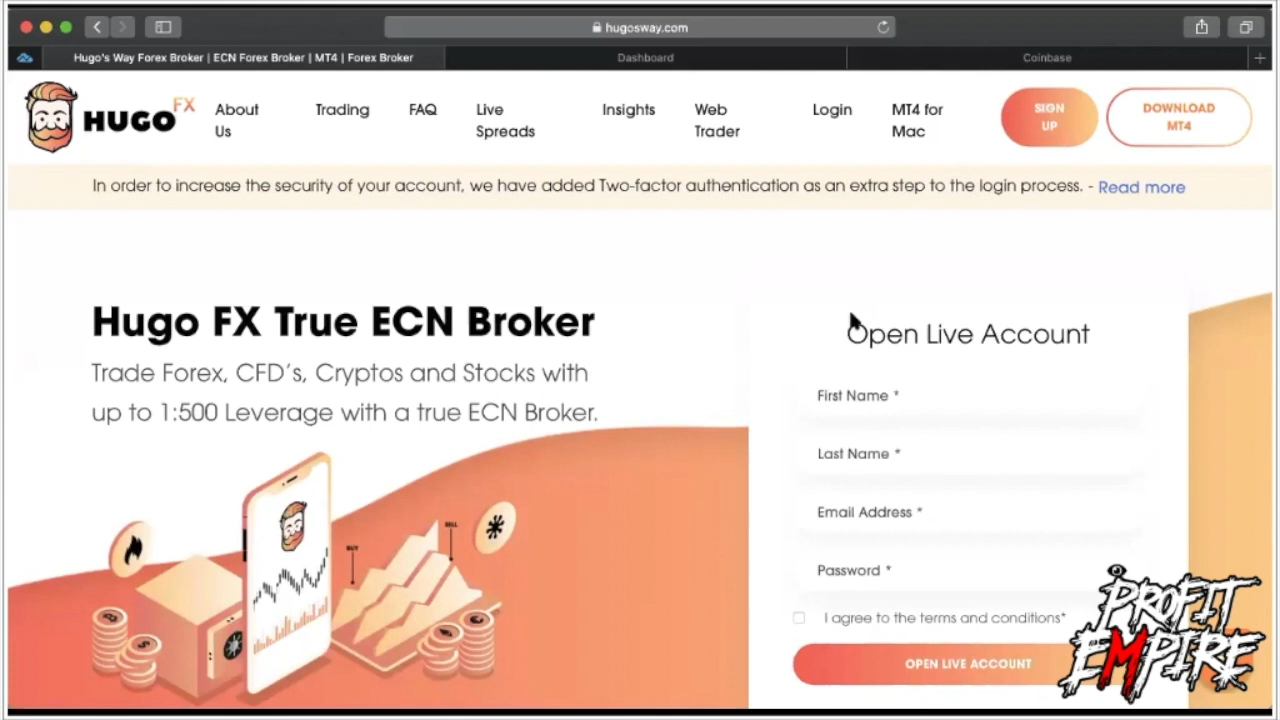 hugosway.com
Hugo's Way Forex Broker | ECN Forex Broker | MT4 | Forex Broker
Dashboard
Coinbase
HUGO FX
About Us
Trading
FAQ
Live Spreads
Insights
Web Trader
Login
MT4 for Mac
SIGN UP
DOWNLOAD MT4
In order to increase the security of your account, we have added Two-factor authentication as an extra step to the login process. - Read more
Hugo FX True ECN Broker
Trade Forex, CFD's, Cryptos and Stocks with
up to 1:500 Leverage with a true ECN Broker.
BUY
SELL
Open Live Account
First Name *
Last Name *
Email Address *
Password *
I agree to the terms and conditions*
OPEN LIVE ACCOUNT
PROFIT
EMPIRE